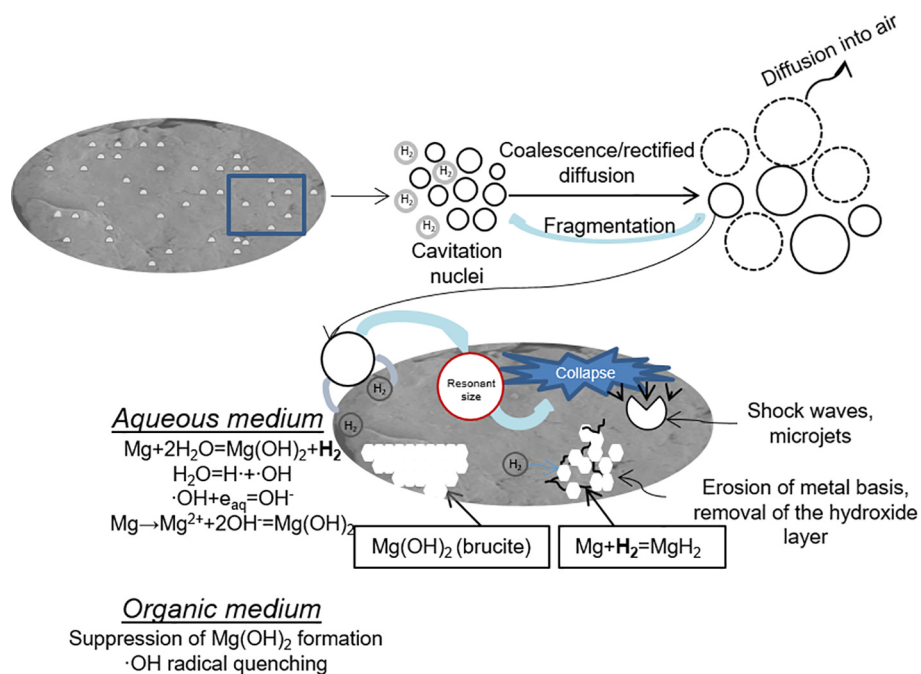 Diffusion into air
H₂
H₂
H₂
H₂
Cavitation
nuclei
Coalescence/rectified
diffusion
Fragmentation
H₂
H₂
Resonant
size
Collapse
Shock waves,
microjets
H₂
Erosion of metal basis,
removal of the hydroxide
layer
Mg(OH)₂ (brucite)
Mg+H₂=MgH₂
Aqueous medium
Mg+2H₂O=Mg(OH)₂+H₂
H₂O=H·+·OH
·OH+eaq=OH⁻
Mg→Mg²⁺+2OH⁻=Mg(OH)₂
Organic medium
Suppression of Mg(OH)₂ formation
·OH radical quenching